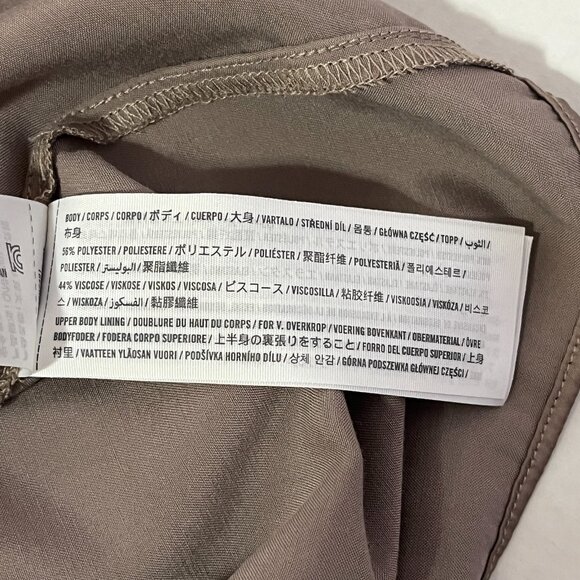 BODY / CORPS / CORPO / ボディ / CUERPO / 大身 / VARTALO / STŘEDNÍ DÍL / 몸통 / GŁÓWNA CZĘŚĆ / TOPP / الثوب /
布身
56% POLYESTER / POLIESTERE / ポリエステル / POLIÉSTER / 聚酯纤维 / POLYESTERIÄ / 폴리에스테르 /
POLIESTER / البوليستر / 聚脂纖維
44% VISCOSE / VISKOSE / VISKOS / VISCOSA / ビスコース / VISCOSILLA / 粘胶纤维 / VISKOOSIA / VISKÓZA / 비스코
스 / WISKOZA / الفسكوز / 黏膠纖維
UPPER BODY LINING / DOUBLURE DU HAUT DU CORPS / FOR V. OVERKROP / VOERING BOVENKANT / OBERMATERIAL / ÖVRE
BODYFODER / FODERA CORPO SUPERIORE / 上半身の裏張りをすること / FORRO DEL CUERPO SUPERIOR / 上身
衬里 / VAATTEEN YLÄOSAN VUORI / PODŠÍVKA HORNÍHO DÍLU / 상체 안감 / GÓRNA PODSZEWKA GŁÓWNEJ CZĘŚCI /